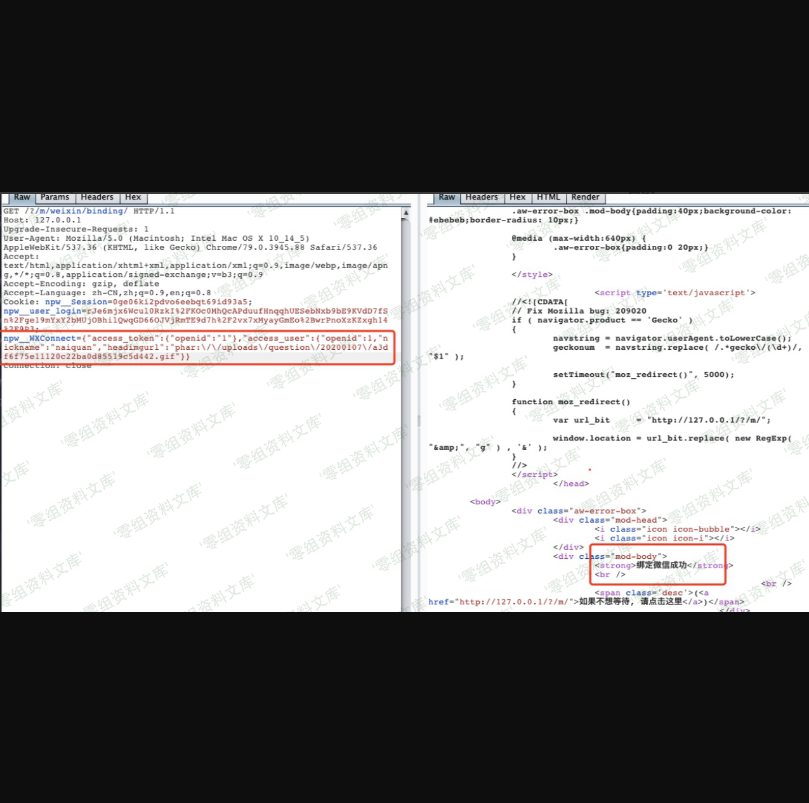 Raw Params Headers Hex
GET /?/m/weixin/binding/ HTTP/1.1
Host: 127.0.0.1
Upgrade-Insecure-Requests: 1
User-Agent: Mozilla/5.0 (Macintosh; Intel Mac OS X 10_14_5)
AppleWebKit/537.36 (KHTML, like Gecko) Chrome/79.0.3945.88 Safari/537.36
Accept:
text/html,application/xhtml+xml,application/xml;q=0.9,image/webp,image/apn
g,*/*;q=0.8,application/signed-exchange;v=b3;q=0.9
Accept-Encoding: gzip, deflate
Accept-Language: zh-CN,zh;q=0.9,en;q=0.8
Cookie: npw__Session=0ge06ki2pdvo6eebqt69id93a5;
npw__WXConnect={"access_token":{"openid":"1"},"access_user":{"openid":1,"n
ickname":"naiquan","headimgurl":"phar:\/\/uploads\/question\/20200107\/a3d
f6f75e11120c22ba0d85519c5d442.gif"}}
Connection: close
Raw Headers Hex HTML Render
.aw-error-box .mod-body{padding:40px;background-color:
#ebebeb;border-radius: 10px;}
@media (max-width:640px) {
.aw-error-box{padding:0 20px;}
}
</style>
<script type='text/javascript'>
//<![CDATA[
// Fix Mozilla bug: 209020
if ( navigator.product == 'Gecko' )
{
navstring = navigator.userAgent.toLowerCase();
geckonum = navstring.replace( /.*gecko\/(\d+)/,
"$1" );
setTimeout("moz_redirect()", 5000);
}
function moz_redirect()
{
var url_bit = "http://127.0.0.1/?/m/";
window.location = url_bit.replace( new RegExp(
"&amp;", "g" ) , '&' );
}
//>
</script>
</head>
<body>
<div class="aw-error-box">
<div class="mod-head">
<i class="icon icon-bubble"></i>
<i class="icon icon-i"></i>
</div>
<div class="mod-body">
<strong>绑定微信成功</strong>
<br />
<br />
<span class='desc'>(<a
href="http://127.0.0.1/?/m/">如果不想等待, 请点击这里</a>)</span>
</div>
零组资料文库